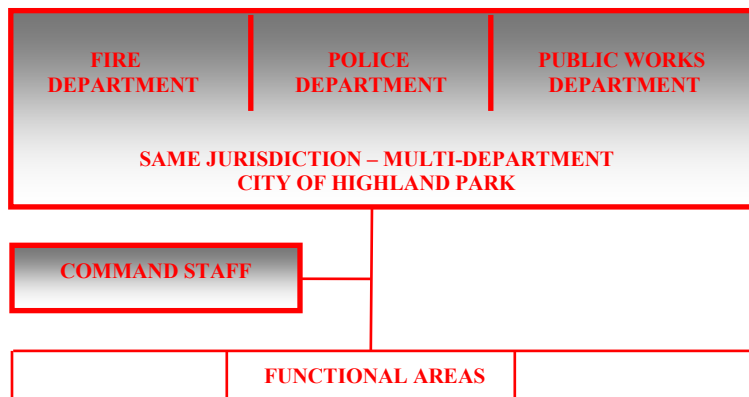 FIRE
DEPARTMENT
POLICE
DEPARTMENT
PUBLIC WORKS
DEPARTMENT
SAME JURISDICTION – MULTI-DEPARTMENT
CITY OF HIGHLAND PARK
COMMAND STAFF
FUNCTIONAL AREAS